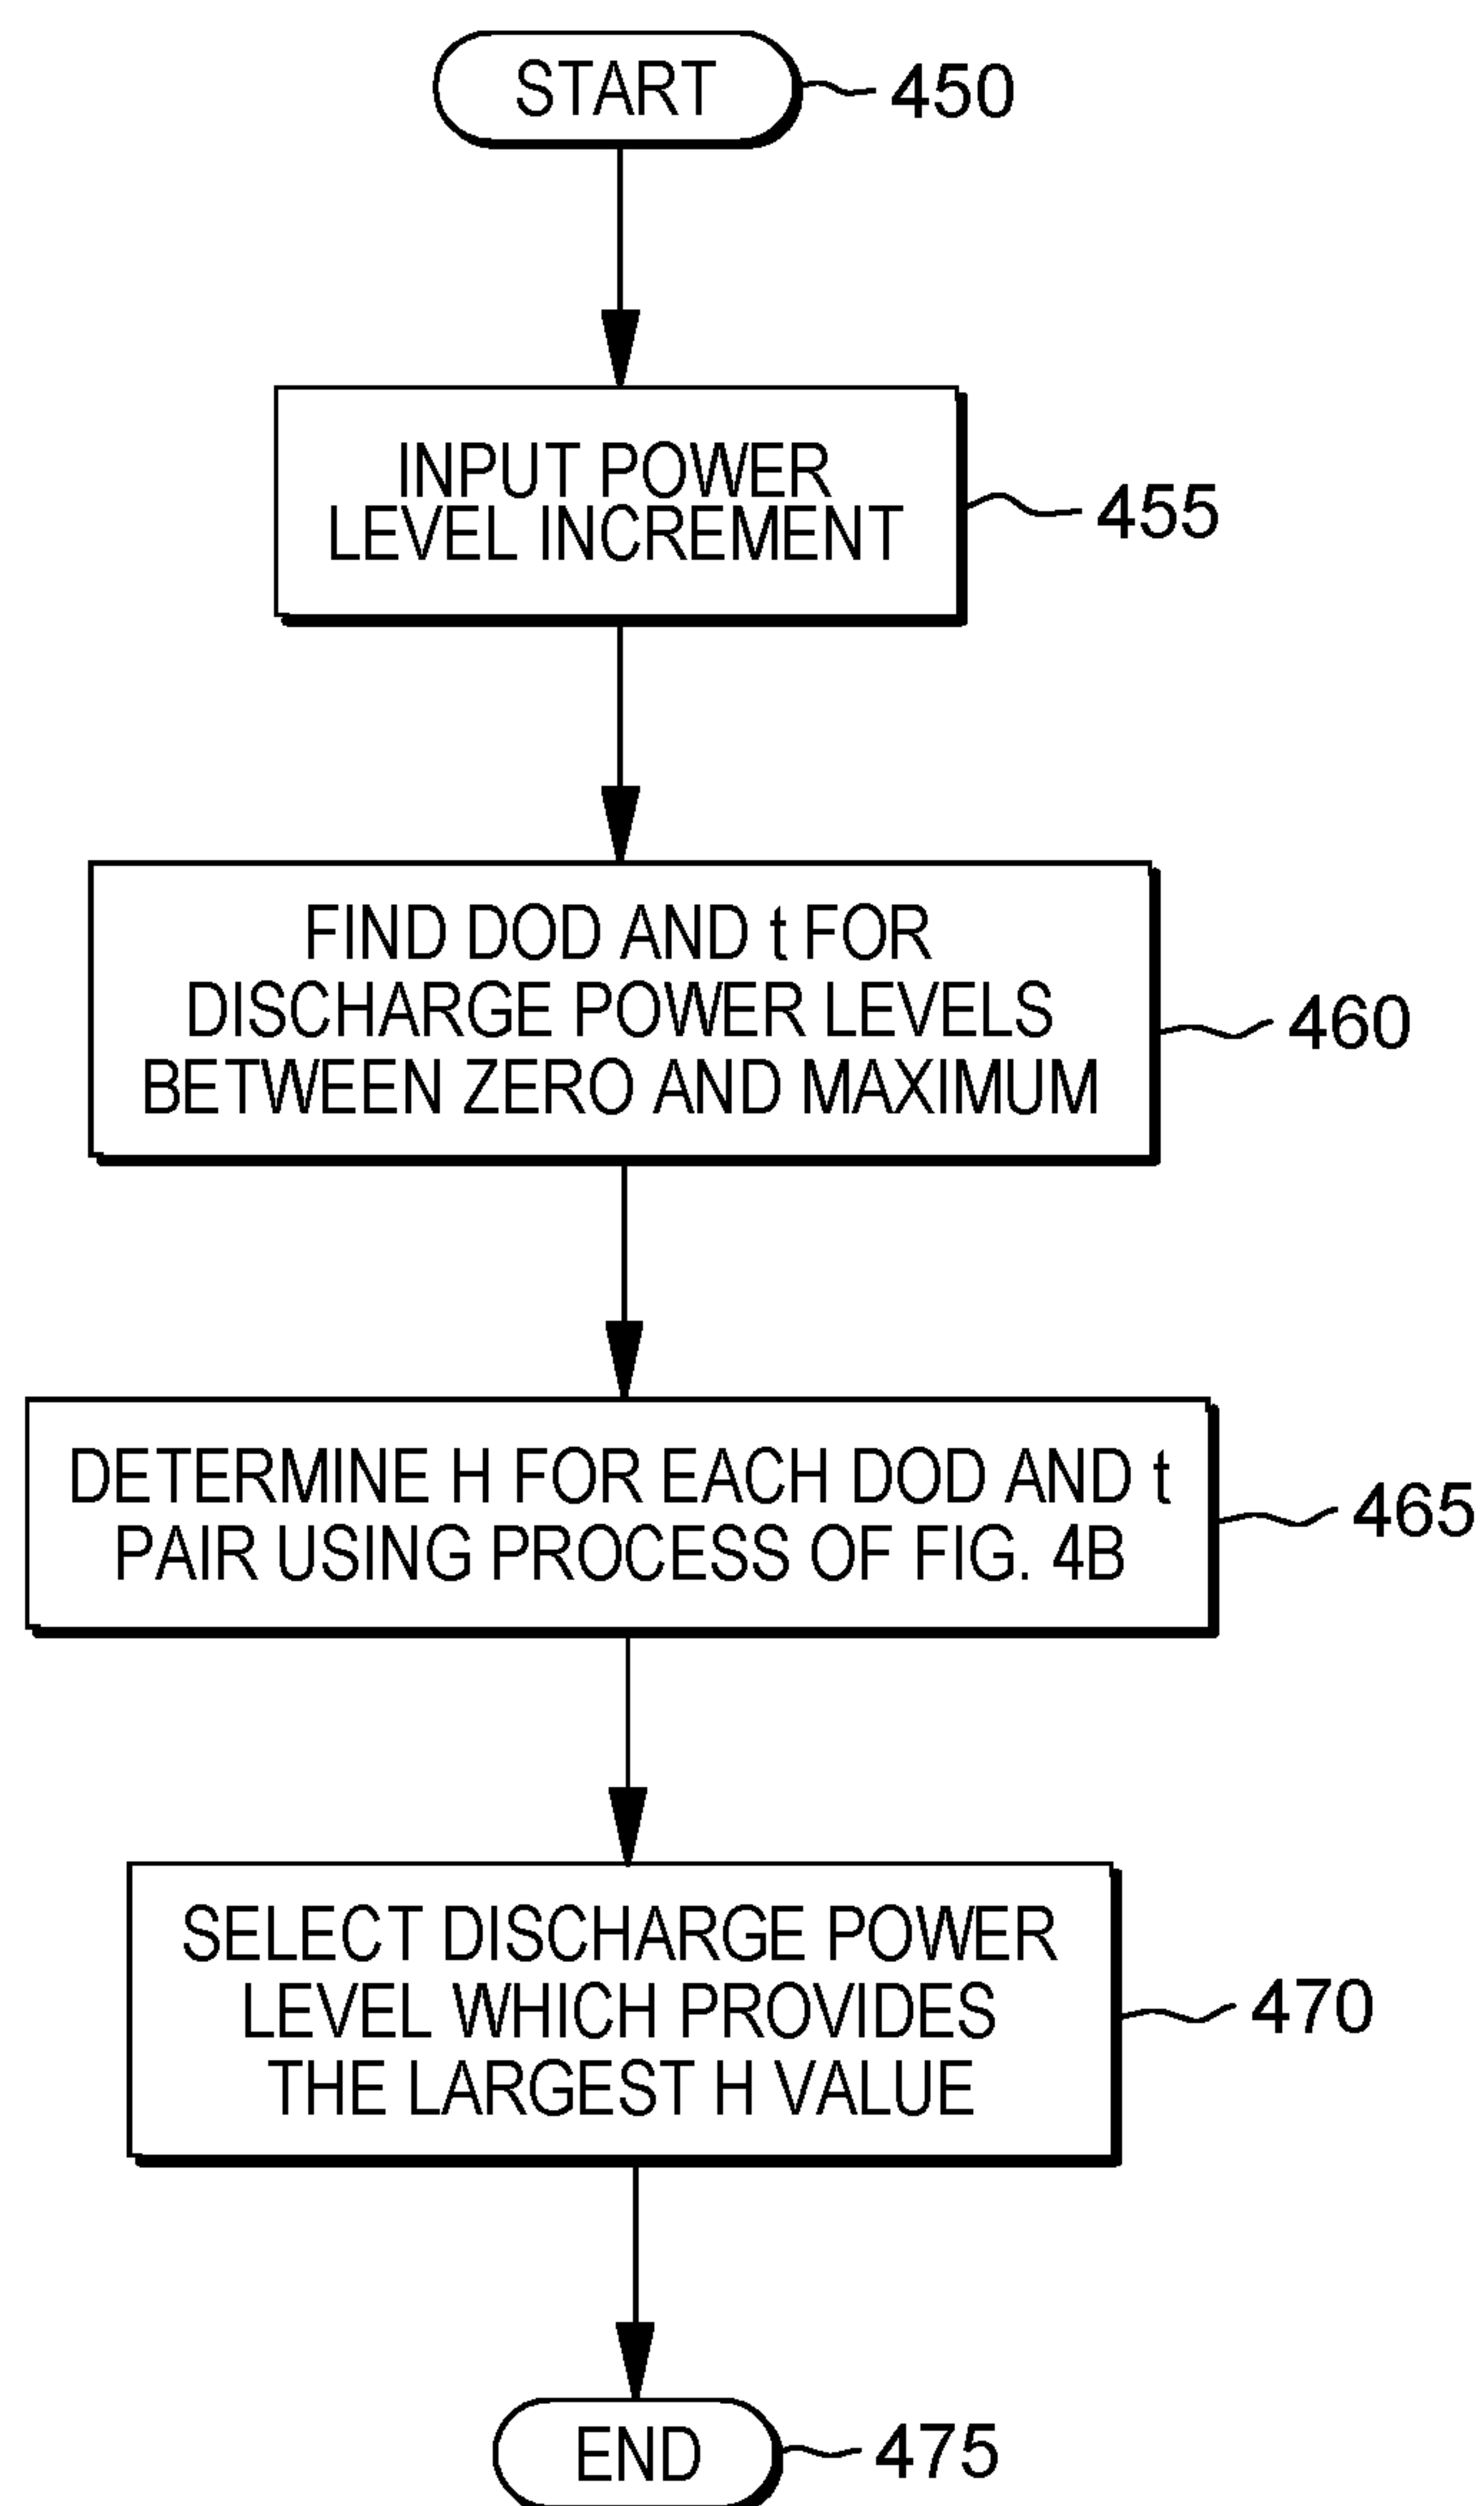 START
450
INPUT POWER
LEVEL INCREMENT
455
FIND DOD AND t FOR
DISCHARGE POWER LEVELS
BETWEEN ZERO AND MAXIMUM
460
DETERMINE H FOR EACH DOD AND t
PAIR USING PROCESS OF FIG. 4B
465
SELECT DISCHARGE POWER
LEVEL WHICH PROVIDES
THE LARGEST H VALUE
470
END
475